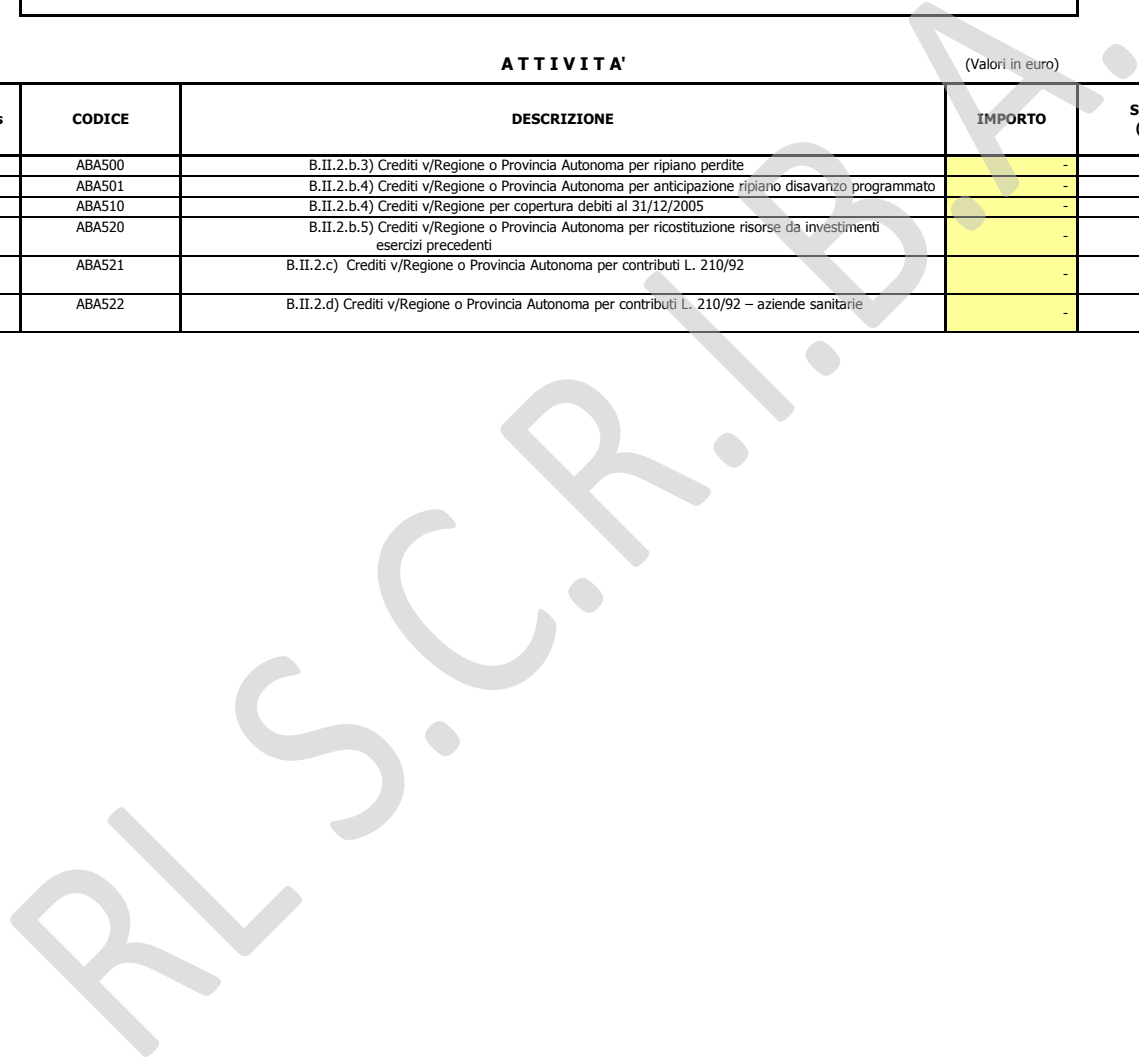 A T T I V I T A' (Valori in euro)
s CODICE DESCRIZIONE IMPORTO S
(
ABA500 B.II.2.b.3) Crediti v/Regione o Provincia Autonoma per ripiano perdite -
ABA501 B.II.2.b.4) Crediti v/Regione o Provincia Autonoma per anticipazione ripiano disavanzo programmato -
ABA510 B.II.2.b.4) Crediti v/Regione per copertura debiti al 31/12/2005 -
ABA520 B.II.2.b.5) Crediti v/Regione o Provincia Autonoma per ricostituzione risorse da investimenti
esercizi precedenti -
ABA521 B.II.2.c) Crediti v/Regione o Provincia Autonoma per contributi L. 210/92 -
ABA522 B.II.2.d) Crediti v/Regione o Provincia Autonoma per contributi L. 210/92 – aziende sanitarie -
RL S.C.R.I.B.A.